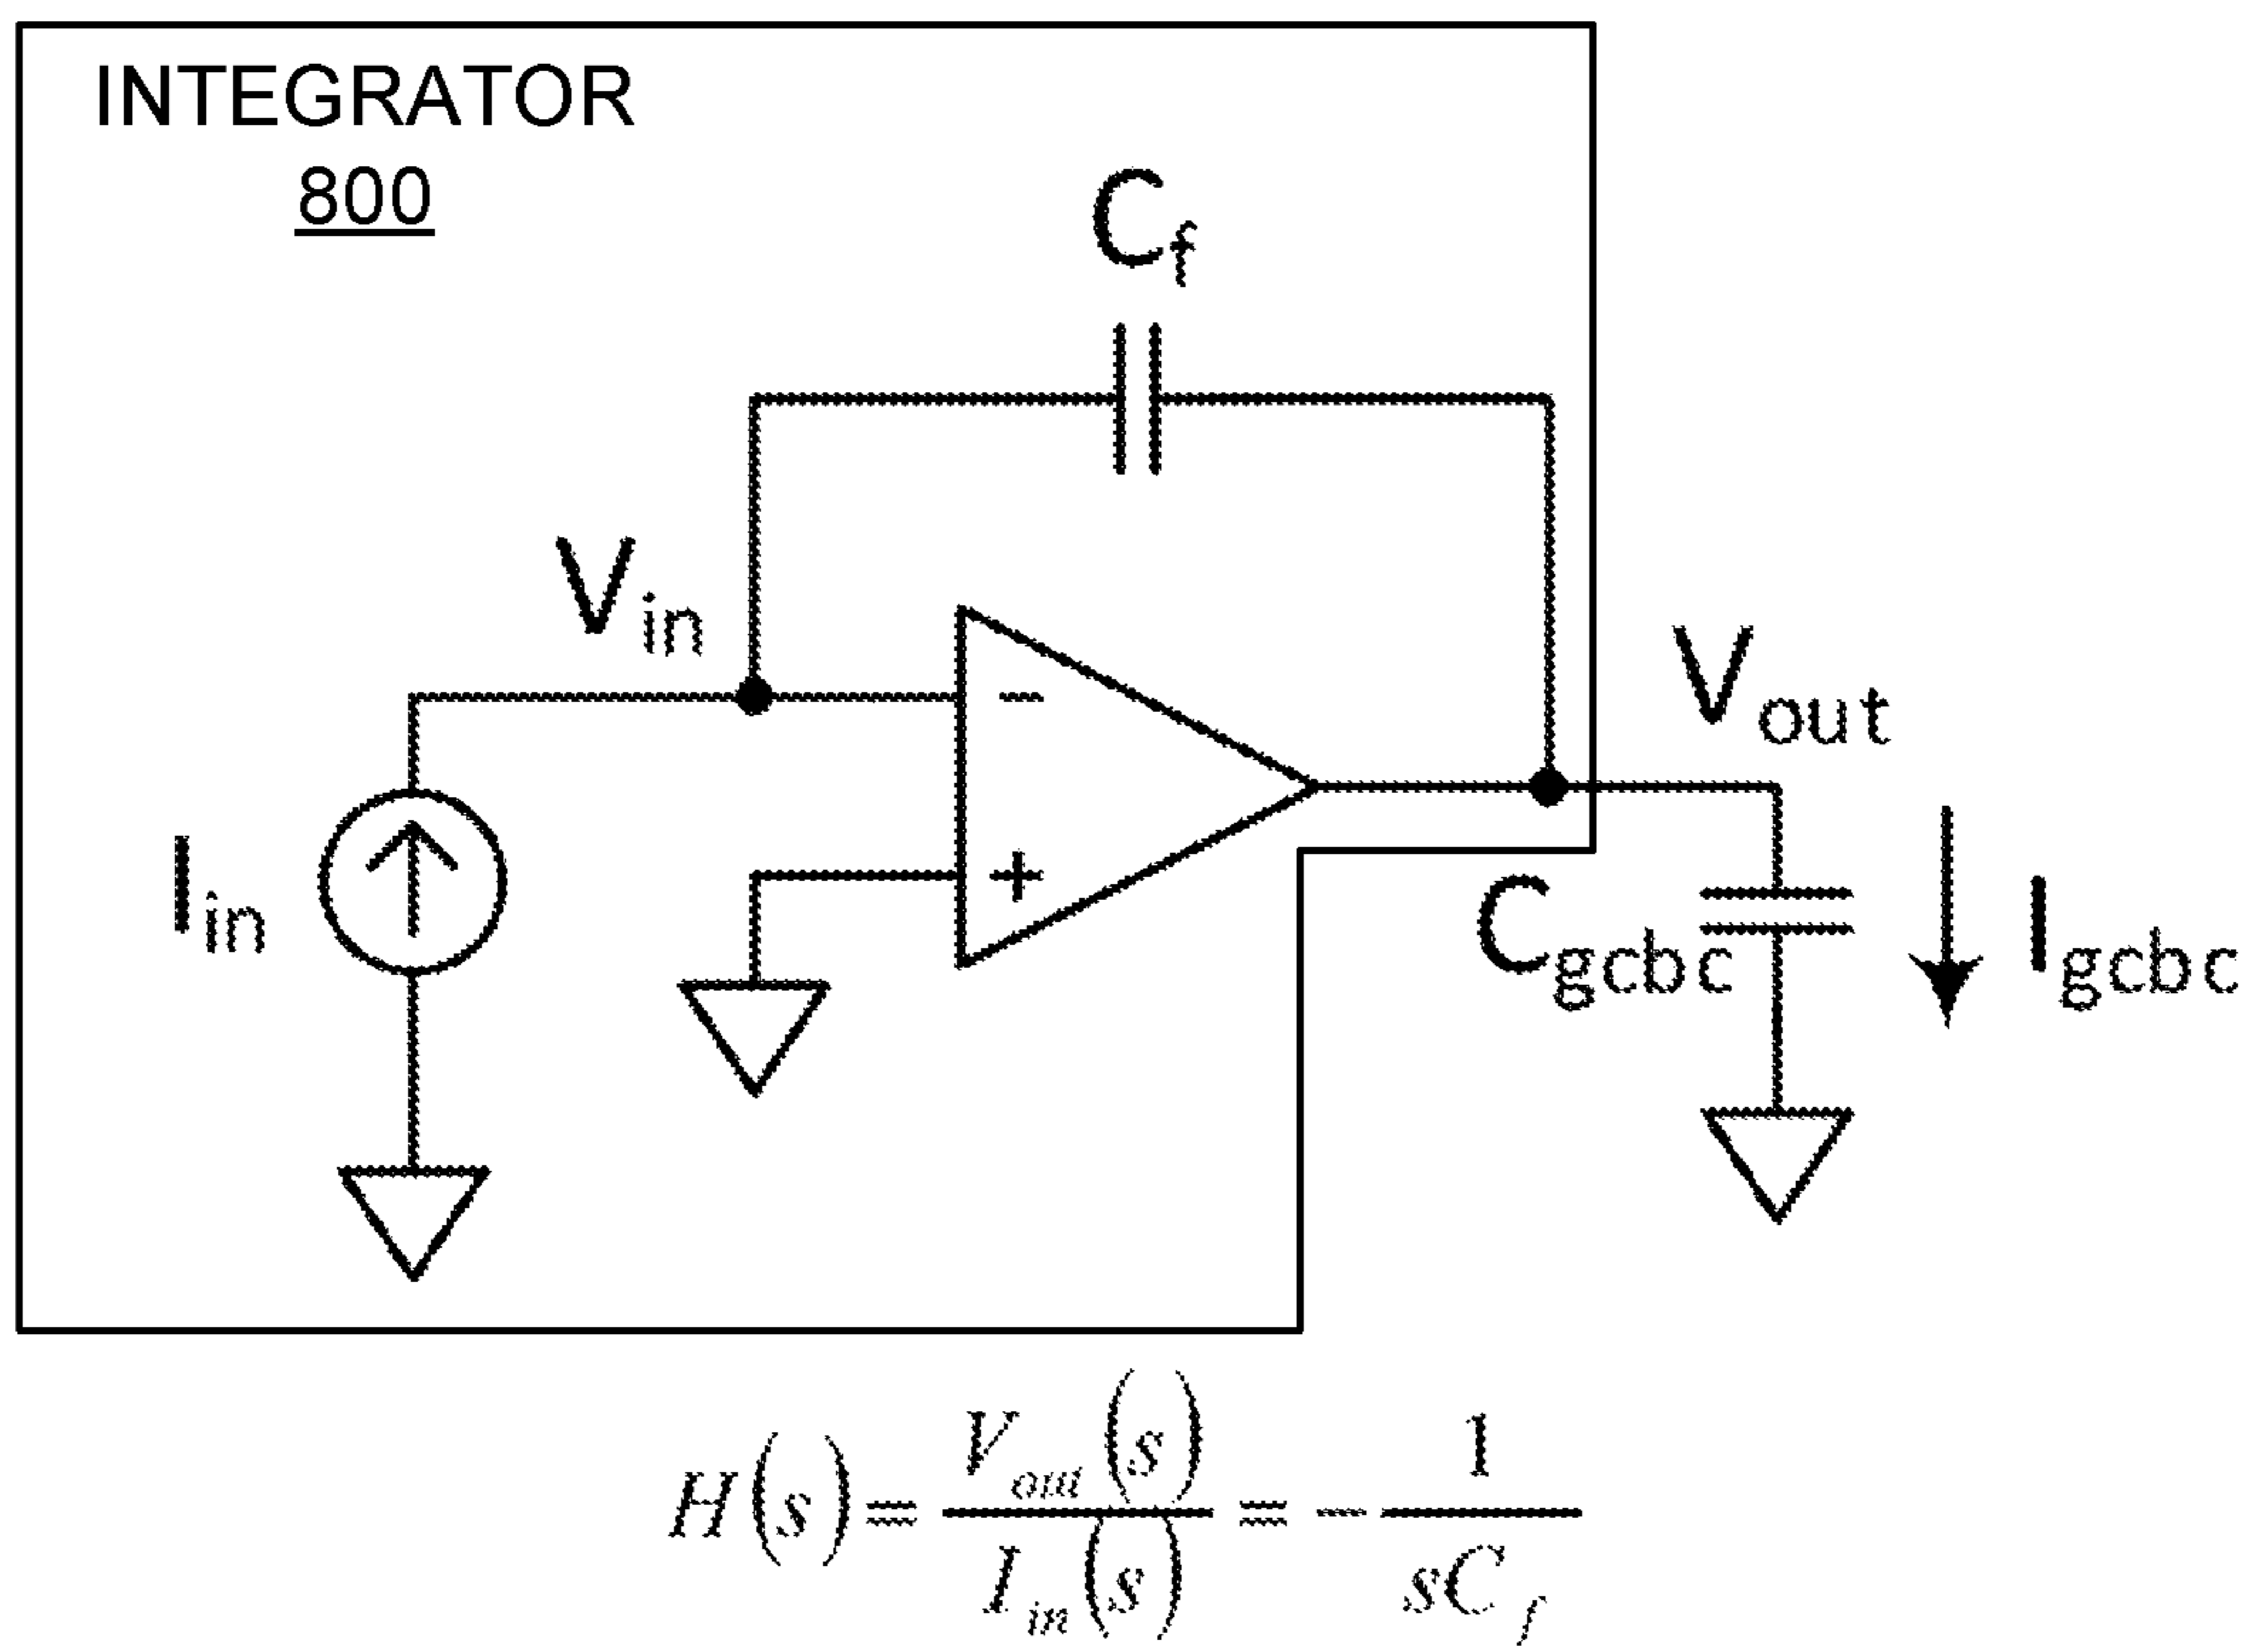 INTEGRATOR
800
C_f
V_in
- 
V_out
I_in
+
C_gcbc
I_gcbc
H(s) = V_out(s) / I_in(s) = - 1 / sC_f